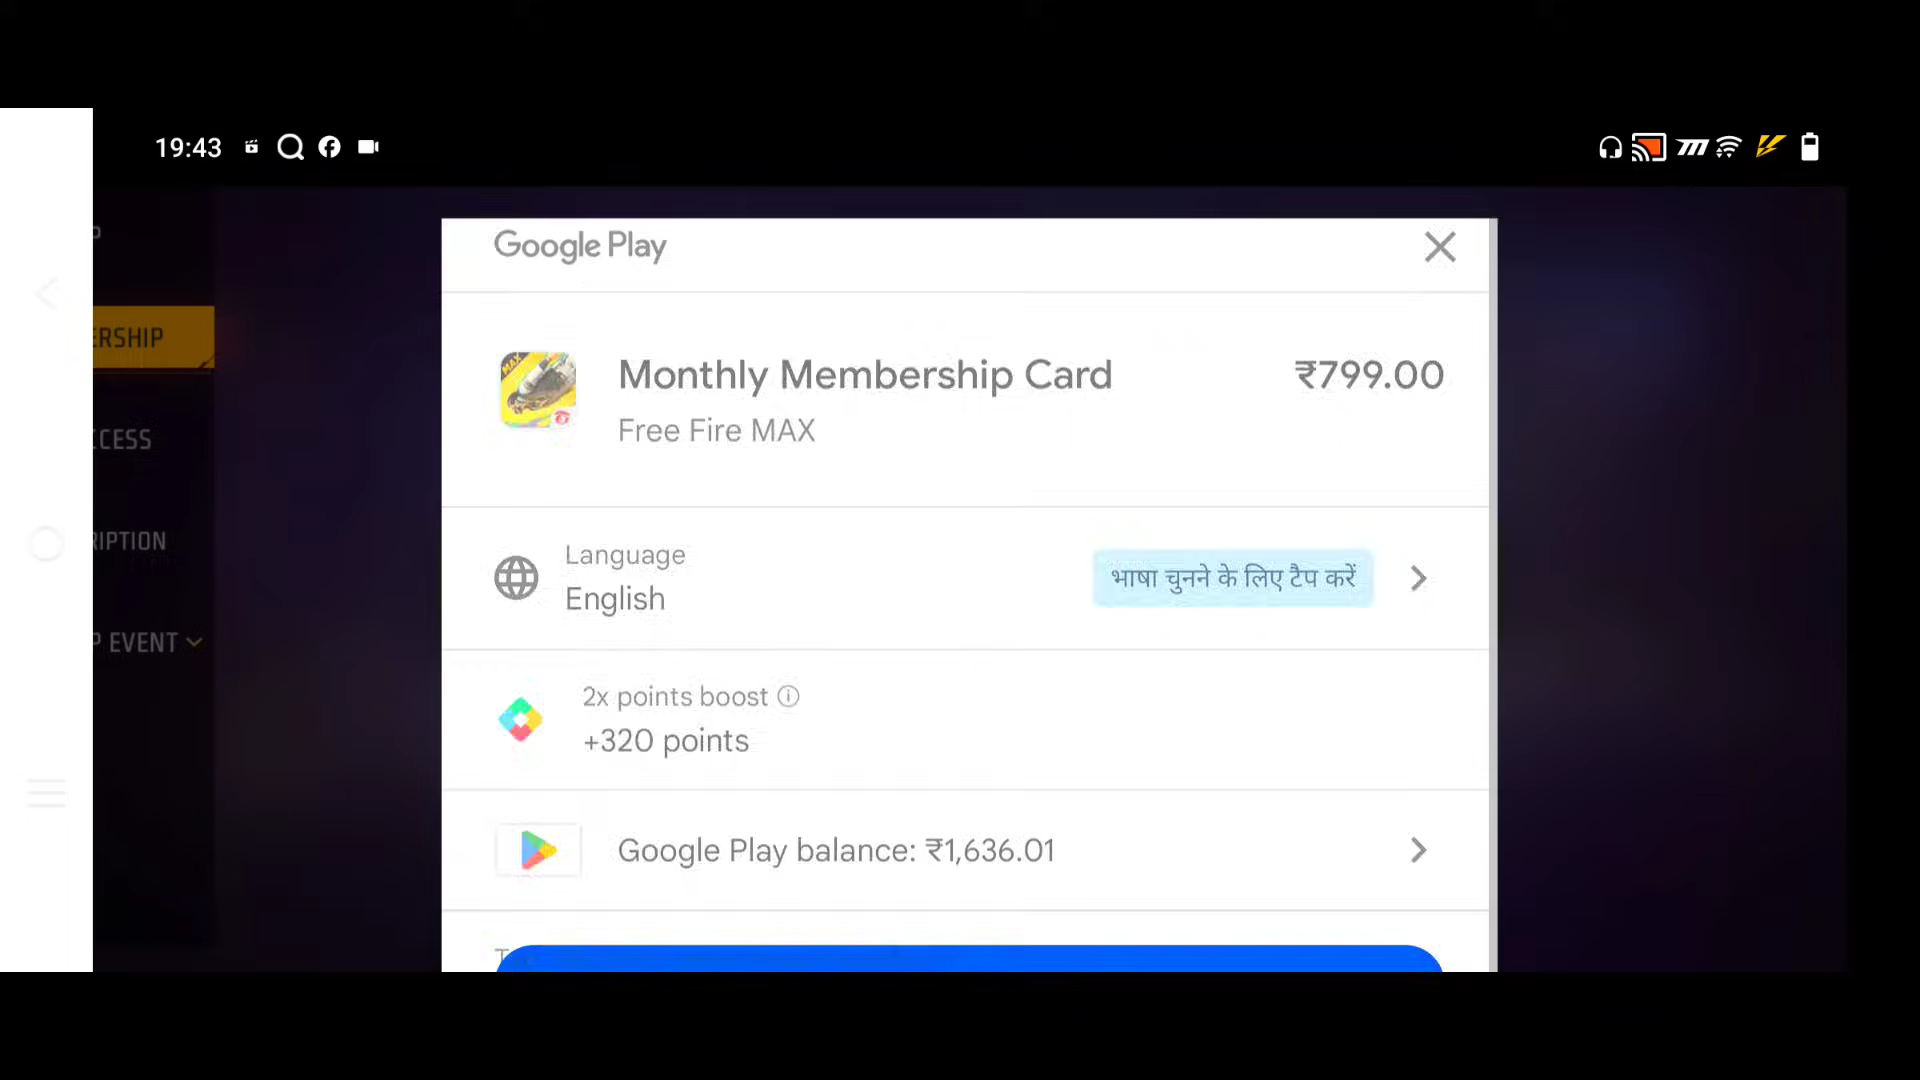 19:43
Google Play
ERSHIP
Monthly Membership Card
₹799.00
Free Fire MAX
CCESS
RIPTION
Language
English
भाषा चुनने के लिए टैप करें
P EVENT
2x points boost
+320 points
Google Play balance: ₹1,636.01